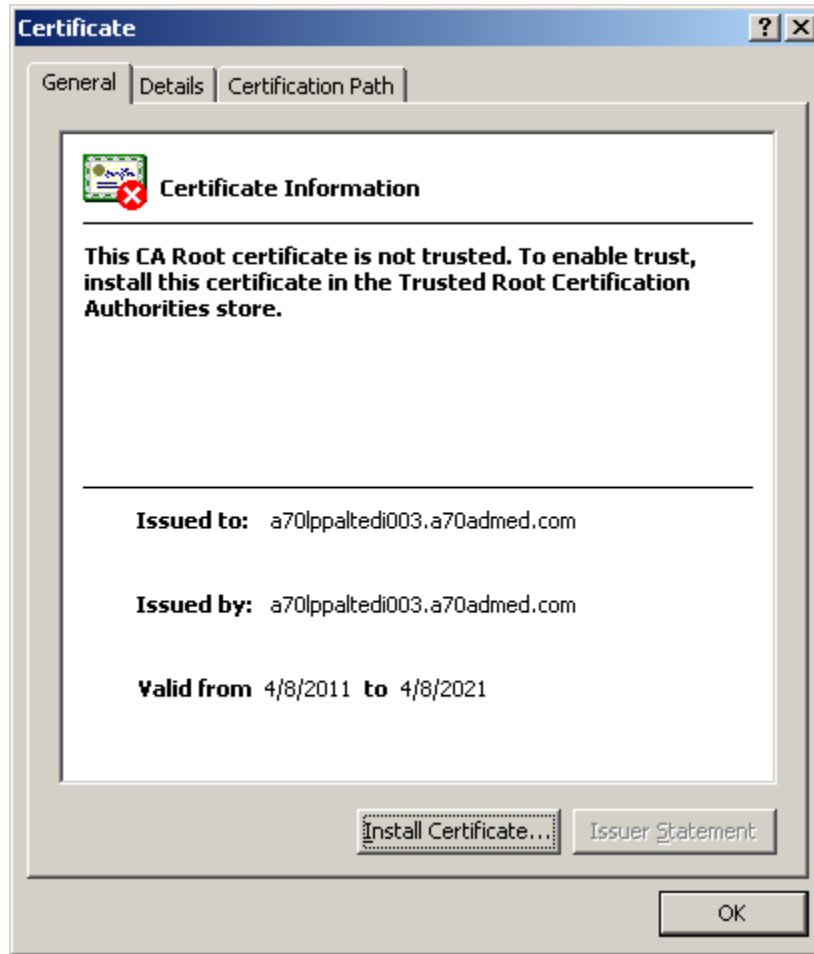 Certificate
General Details Certification Path
Certificate Information
This CA Root certificate is not trusted. To enable trust,
install this certificate in the Trusted Root Certification
Authorities store.
Issued to: a70lppaltedi003.a70admed.com
Issued by: a70lppaltedi003.a70admed.com
Valid from 4/8/2011 to 4/8/2021
Install Certificate... Issuer Statement
OK